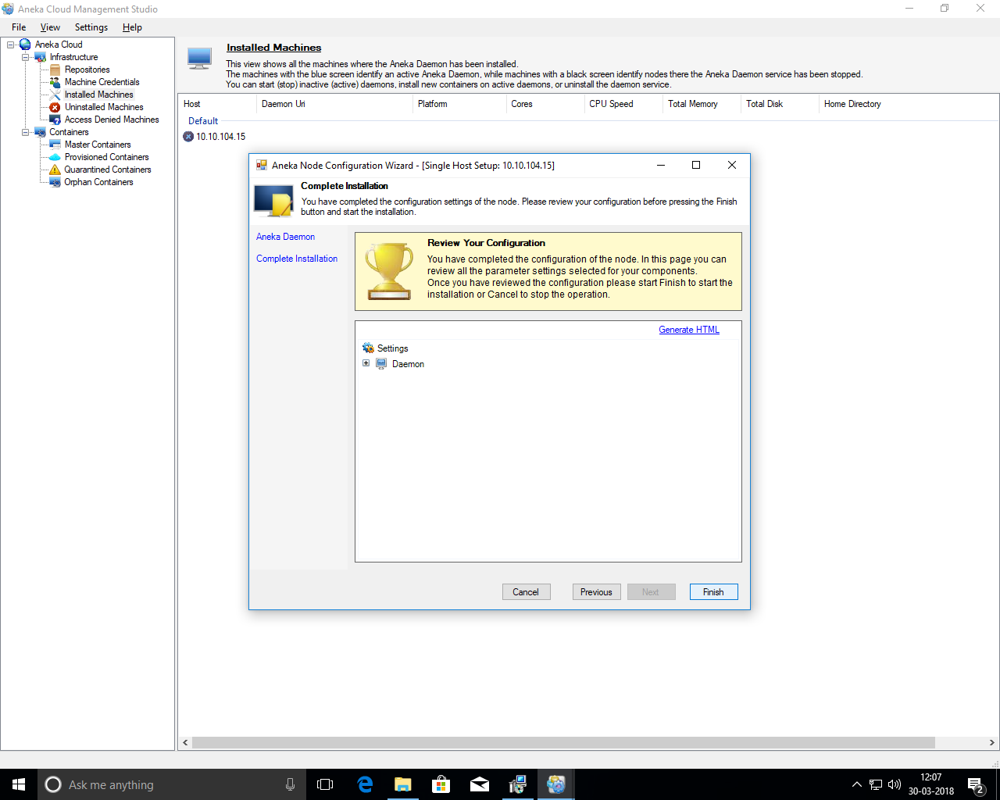 Aneka Cloud Management Studio
File View Settings Help
Aneka Cloud
Infrastructure
Repositories
Machine Credentials
Installed Machines
Uninstalled Machines
Access Denied Machines
Containers
Master Containers
Provisioned Containers
Quarantined Containers
Orphan Containers
Installed Machines
This view shows all the machines where the Aneka Daemon has been installed.
The machines with the blue screen identify an active Aneka Daemon, while machines with a black screen identify nodes there the Aneka Daemon service has been stopped.
You can start (stop) inactive (active) daemons, install new containers on active daemons, or uninstall the daemon service.
Host Daemon Uri Platform Cores CPU Speed Total Memory Total Disk Home Directory
Default
10.10.104.15
Aneka Node Configuration Wizard - [Single Host Setup: 10.10.104.15]
Complete Installation
You have completed the configuration settings of the node. Please review your configuration before pressing the Finish
button and start the installation.
Aneka Daemon
Complete Installation
Review Your Configuration
You have completed the configuration of the node. In this page you can
review all the parameter settings selected for your components.
Once you have reviewed the configuration please start Finish to start the
installation or Cancel to stop the operation.
Generate HTML
Settings
Daemon
Cancel Previous Next Finish
Ask me anything
12:07
30-03-2018
2